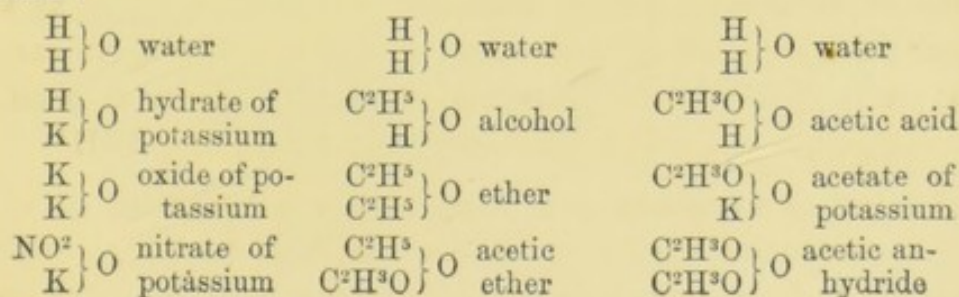 H
H } O water
H
H } O water
H
H } O water
H
K } O hydrate of
potassium
C²H⁵
H } O alcohol
C²H³O
H } O acetic acid
K
K } O oxide of po-
tassium
C²H⁵
C²H⁵ } O ether
C²H³O
K } O acetate of
potassium
NO²
K } O nitrate of
potassium
C²H⁵
C²H³O } O acetic
ether
C²H³O
C²H³O } O acetic an-
hydride